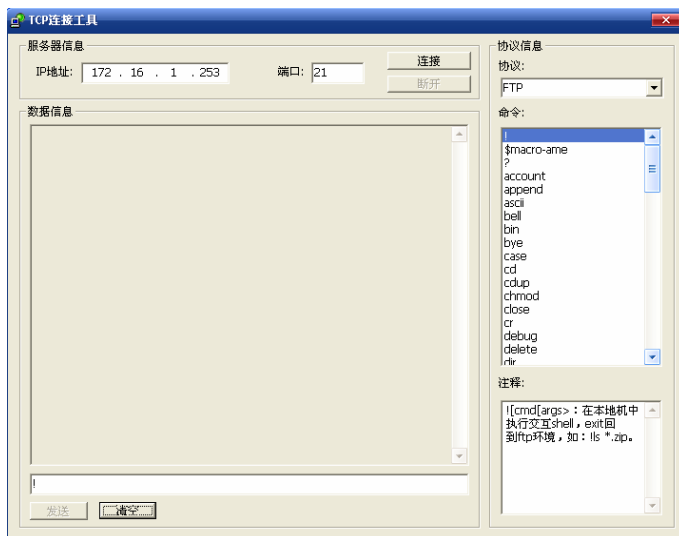 TCP连接工具
服务器信息
IP地址: 172 . 16 . 1 . 253
端口: 21
连接
断开
数据信息
!
发送
清空
协议信息
协议:
FTP
命令:
!
$macro-ame
?
account
append
ascii
bell
bin
bye
case
cd
cdup
chmod
close
cr
debug
delete
dir
注释:
![cmd[args>：在本地机中
执行交互shell，exit回
到ftp环境，如：!ls *.zip。